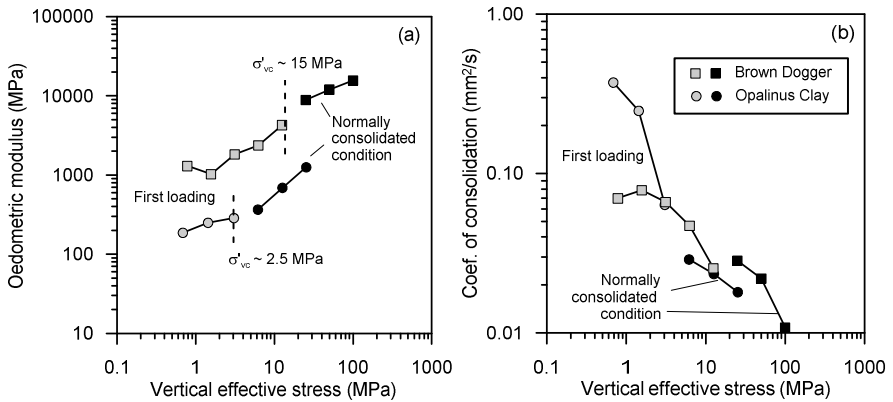 (a)
100000
10000
1000
100
10
Oedometric modulus (MPa)
σ'vc ~ 15 MPa
Normally
consolidated
condition
First loading
σ'vc ~ 2.5 MPa
0.1
1
10
100
1000
Vertical effective stress (MPa)
(b)
1.00
0.10
0.01
Coef. of consolidation (mm²/s)
Brown Dogger
Opalinus Clay
First loading
Normally
consolidated
condition
0.1
1
10
100
1000
Vertical effective stress (MPa)